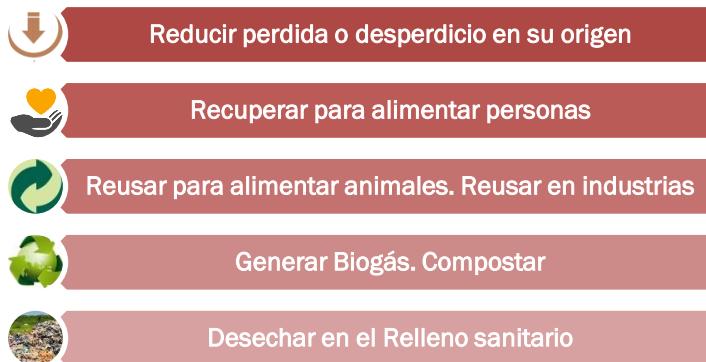 Reducir perdida o desperdicio en su origen
Recuperar para alimentar personas
Reusar para alimentar animales. Reusar en industrias
Generar Biogás. Compostar
Desechar en el Relleno sanitario